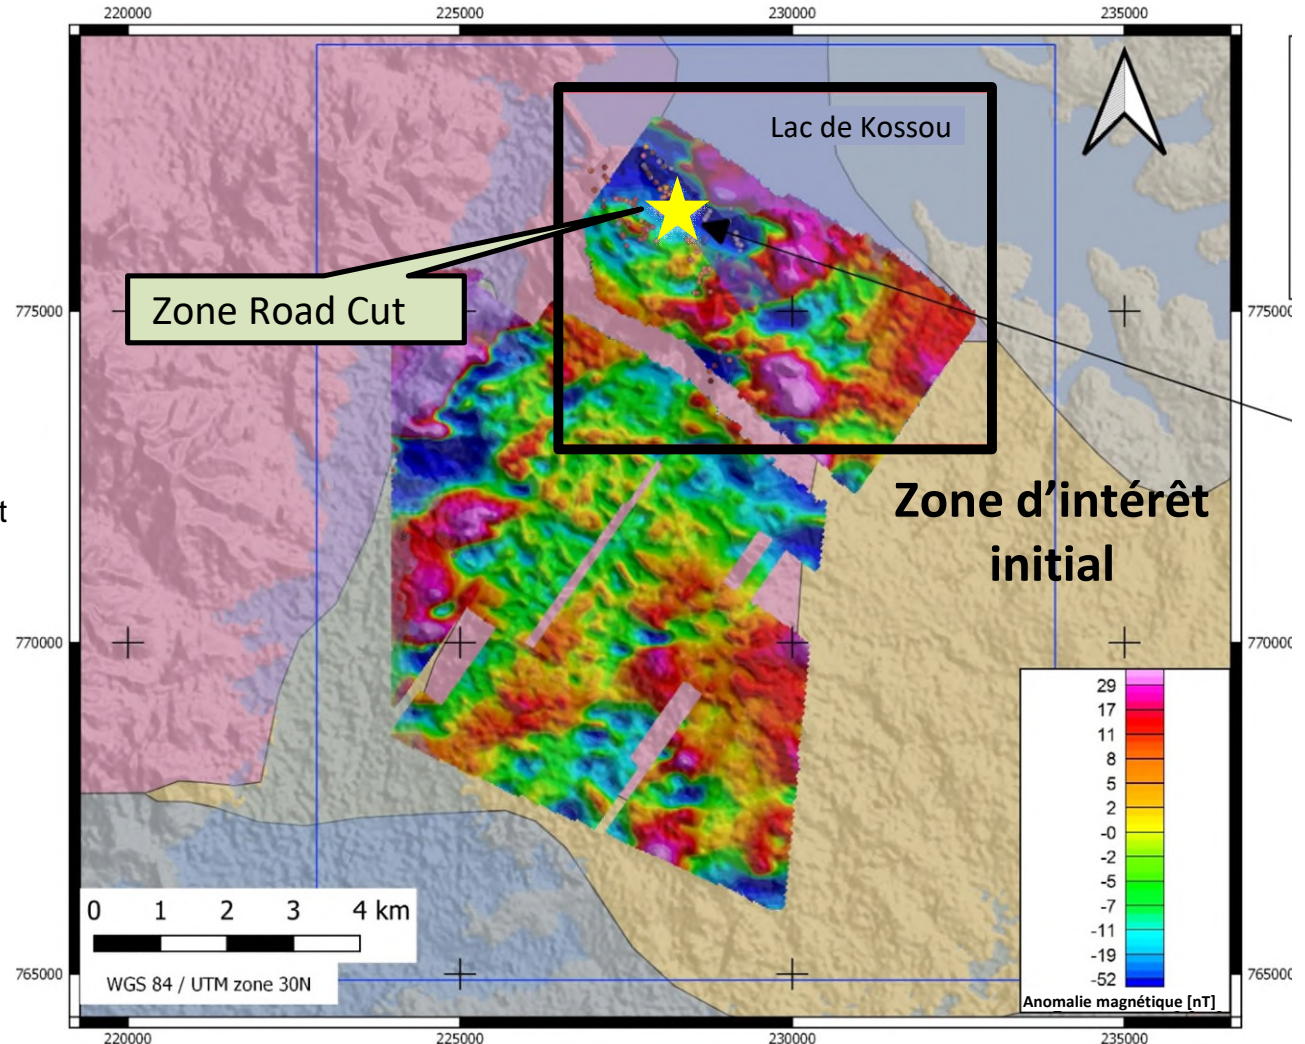 220000 225000 230000 235000
Lac de Kossou
Zone Road Cut
775000 775000
Zone d’intérêt
initial
t
770000 770000
29
17
11
8
5
2
-0
-2
-5
-7
-11
-19
-52
Anomalie magnétique [nT]
0 1 2 3 4 km
WGS 84 / UTM zone 30N
765000 765000
220000 225000 230000 235000